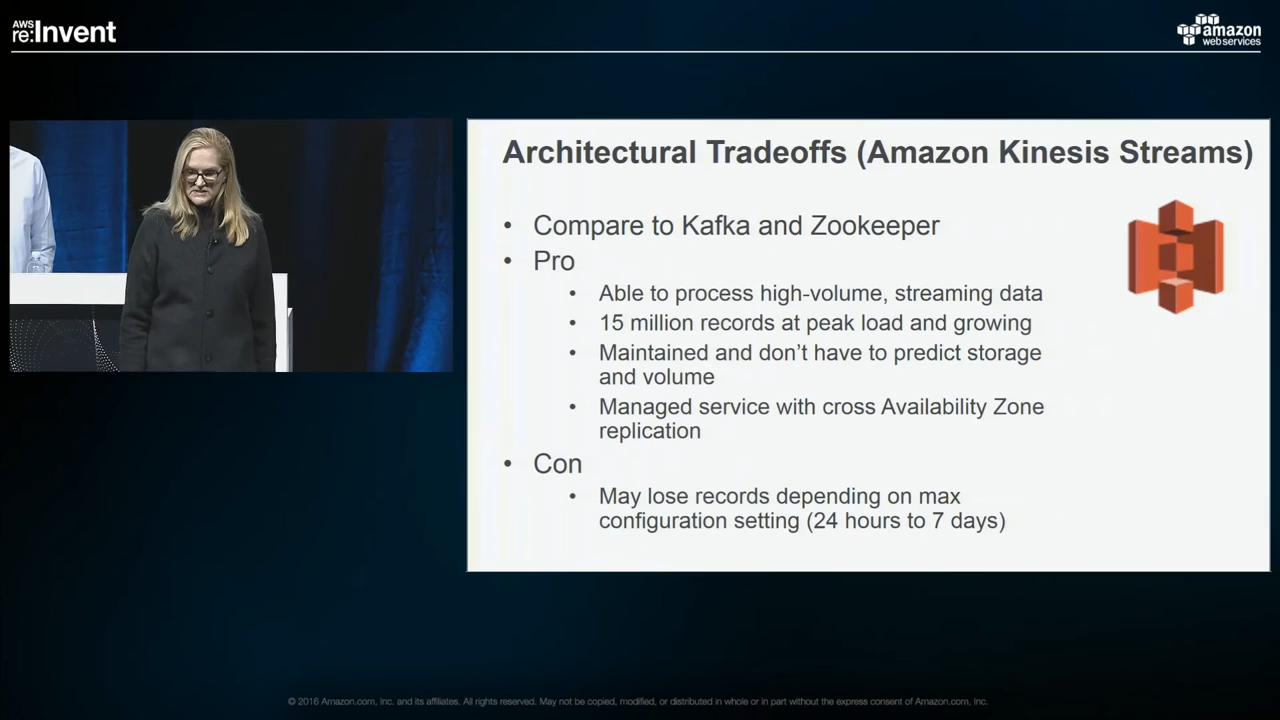 AWS
re:Invent
amazon
web services
Architectural Tradeoffs (Amazon Kinesis Streams)
• Compare to Kafka and Zookeeper
• Pro
• Able to process high-volume, streaming data
• 15 million records at peak load and growing
• Maintained and don’t have to predict storage
and volume
• Managed service with cross Availability Zone
replication
• Con
• May lose records depending on max
configuration setting (24 hours to 7 days)
© 2016 Amazon.com, Inc. and its affiliates. All rights reserved. May not be copied, modified, or distributed in whole or in part without the express consent of Amazon.com, Inc.